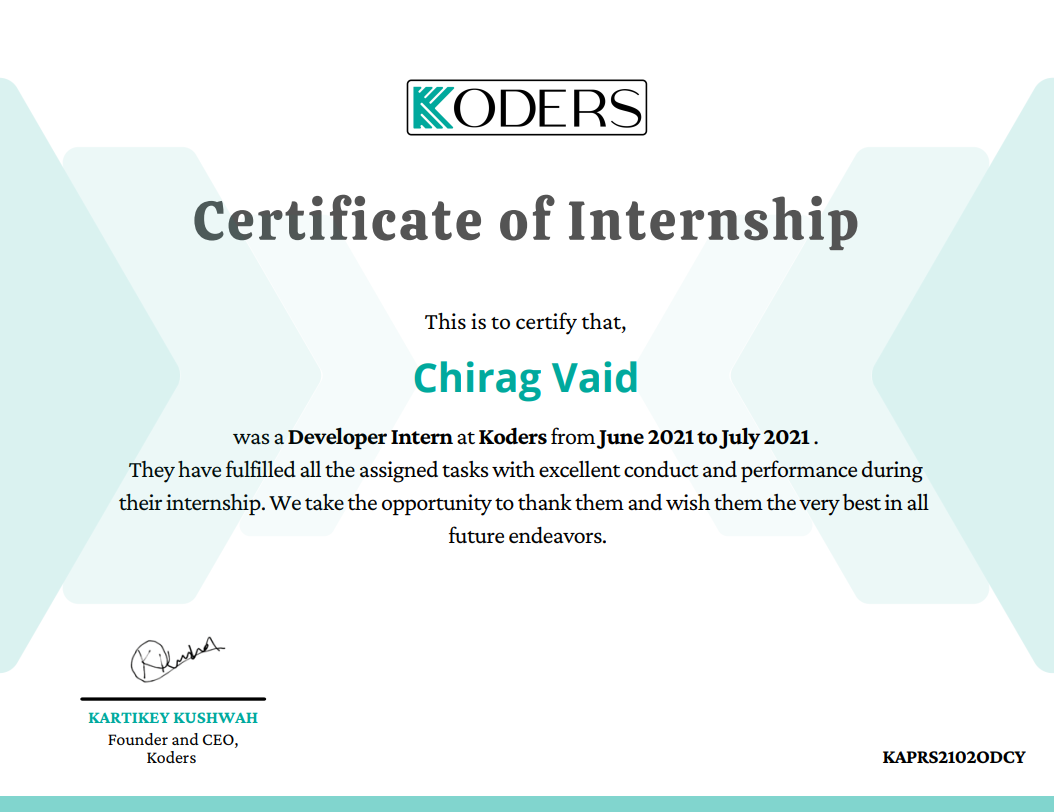 KODERS
Certificate of Internship
This is to certify that,
Chirag Vaid
was a Developer Intern at Koders from June 2021 to July 2021 .
They have fulfilled all the assigned tasks with excellent conduct and performance during
their internship. We take the opportunity to thank them and wish them the very best in all
future endeavors.
KARTIKEY KUSHWAH
Founder and CEO,
Koders
KAPRS2102ODCY